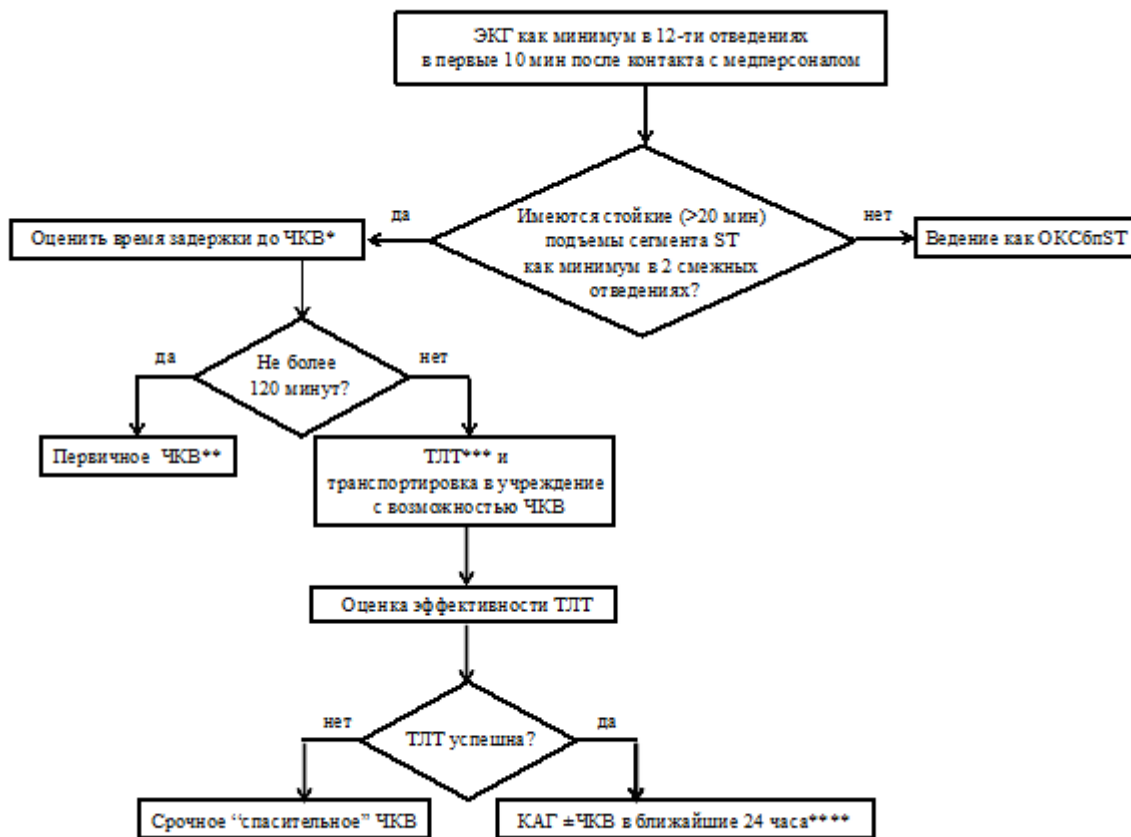 ЭКГ как минимум в 12-ти отведениях
в первые 10 мин после контакта с медперсоналом
Имеются стойкие (>20 мин)
подъемы сегмента ST
как минимум в 2 смежных
отведениях?
да
нет
Оценить время задержки до ЧКВ*
Ведение как ОКСбпST
Не более
120 минут?
да
нет
Первичное ЧКВ**
ТЛТ*** и
транспортировка в учреждение
с возможностью ЧКВ
Оценка эффективности ТЛТ
ТЛТ успешна?
нет
да
Срочное “спасительное” ЧКВ
КАГ ±ЧКВ в ближайшие 24 часа****